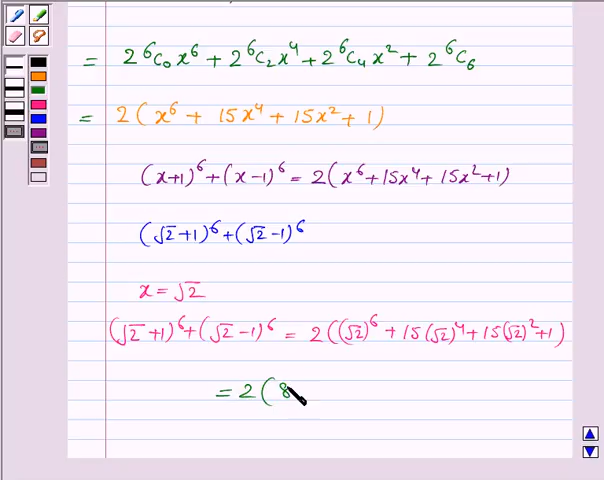 = 2 ⁶C₀ x⁶ + 2 ⁶C₂ x⁴ + 2 ⁶C₄ x² + 2 ⁶C₆
= 2 ( x⁶ + 15x⁴ + 15x² + 1 )
(x+1)⁶ + (x-1)⁶ = 2 ( x⁶ + 15x⁴ + 15x² + 1 )
(√2 + 1)⁶ + (√2 - 1)⁶
x = √2
(√2 + 1)⁶ + (√2 - 1)⁶ = 2 ( (√2)⁶ + 15 (√2)⁴ + 15 (√2)² + 1 )
= 2 ( 8